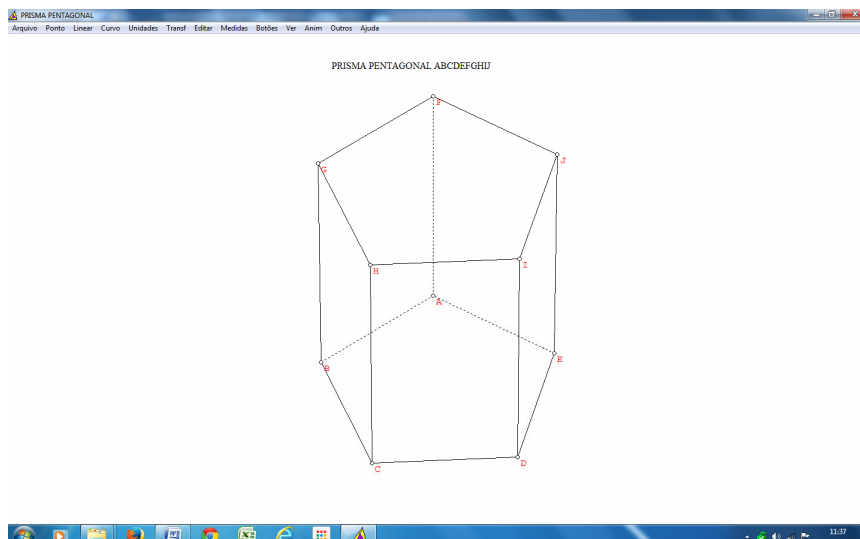 PRISMA PENTAGONAL
Arquivo Ponto Linear Curvo Unidades Transf Editar Medidas Botões Ver Anim Outros Ajuda
PRISMA PENTAGONAL ABCDEFGHIJ
F
J
G
H
I
A
E
B
C
D
11:37